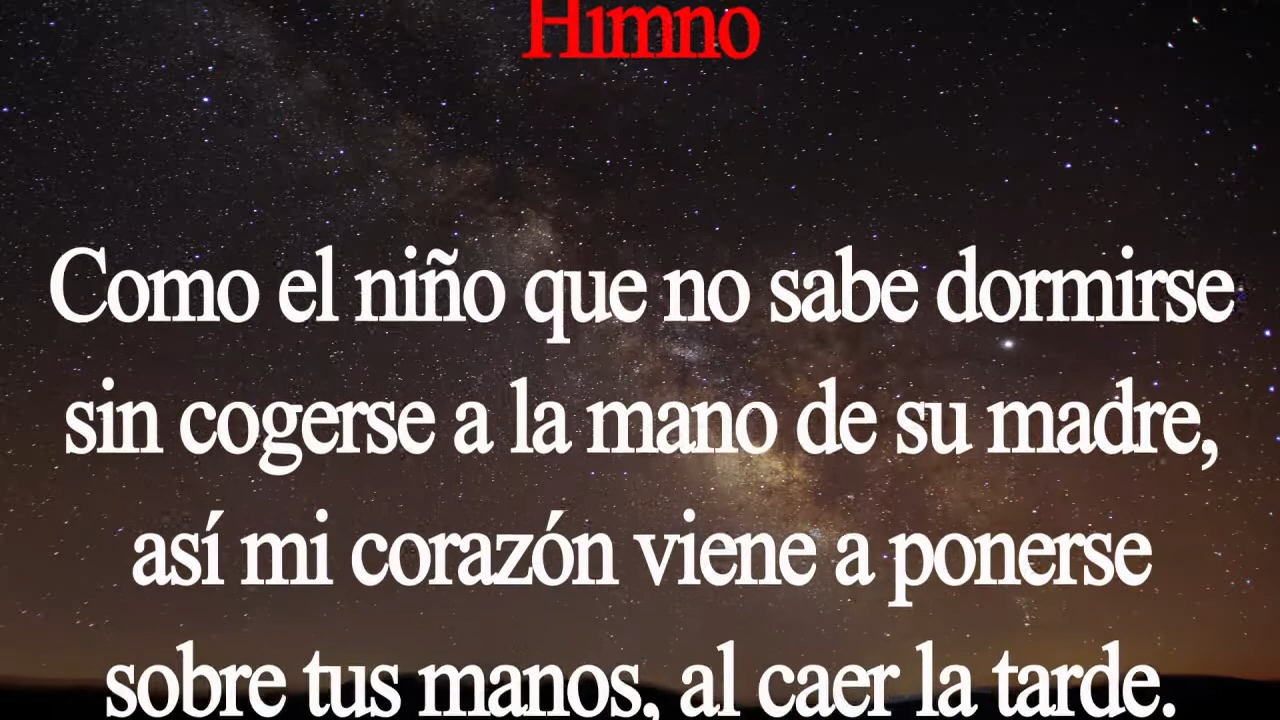 Himno
Como el niño que no sabe dormirse
sin cogerse a la mano de su madre,
así mi corazón viene a ponerse
sobre tus manos, al caer la tarde.